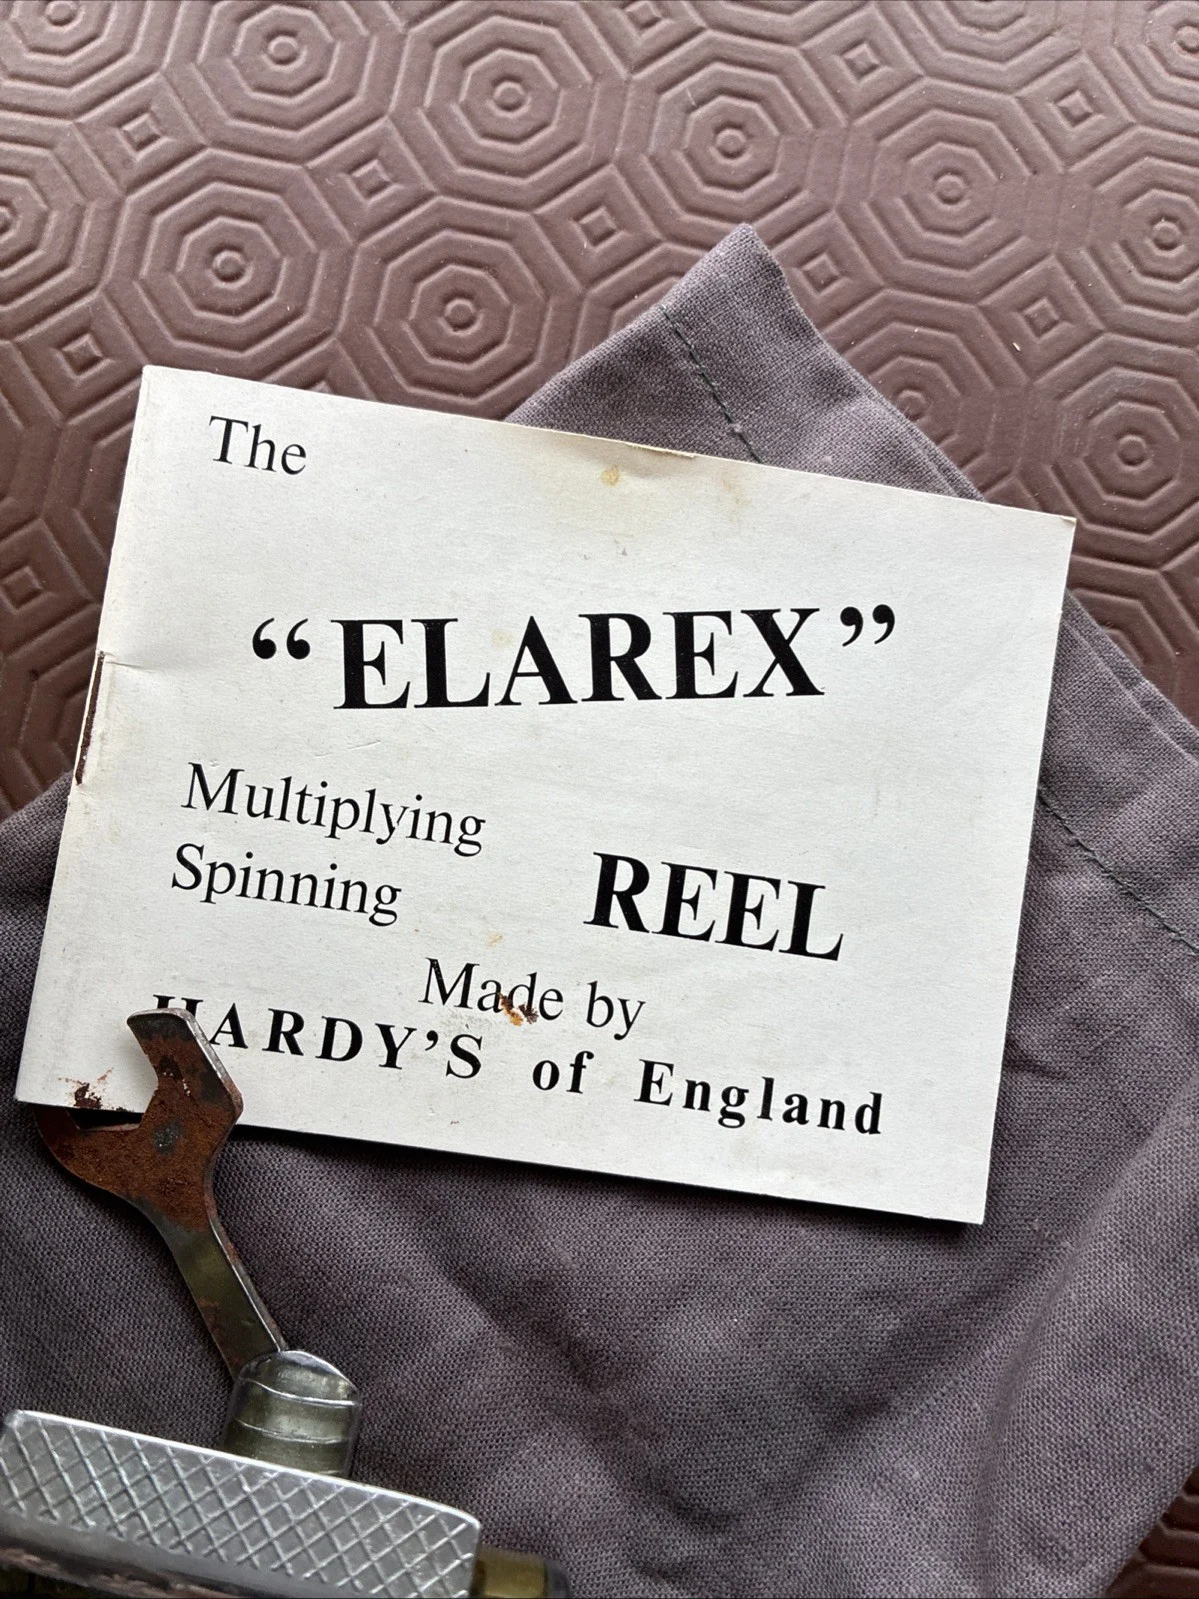 The
“ELAREX”
Multiplying
Spinning
REEL
Made by
HARDY’S of England